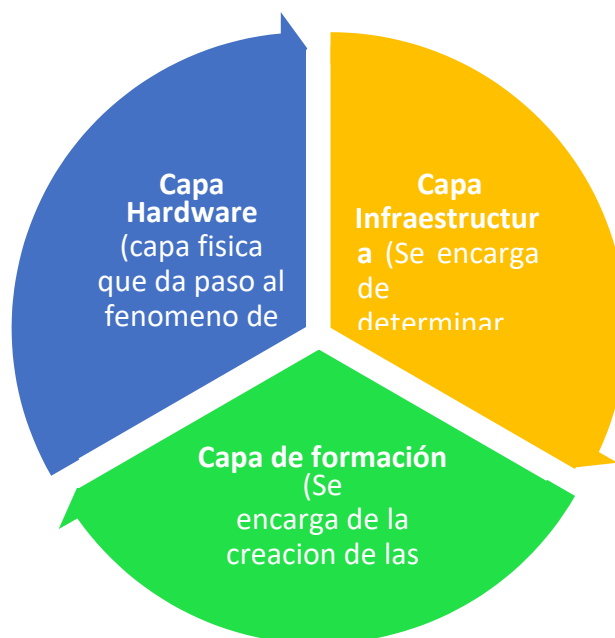 Capa
Hardware
(capa fisica
que da paso al
fenomeno de
Capa
Infraestructur
a (Se encarga
de
determinar
Capa de formación
(Se
encarga de la
creacion de las